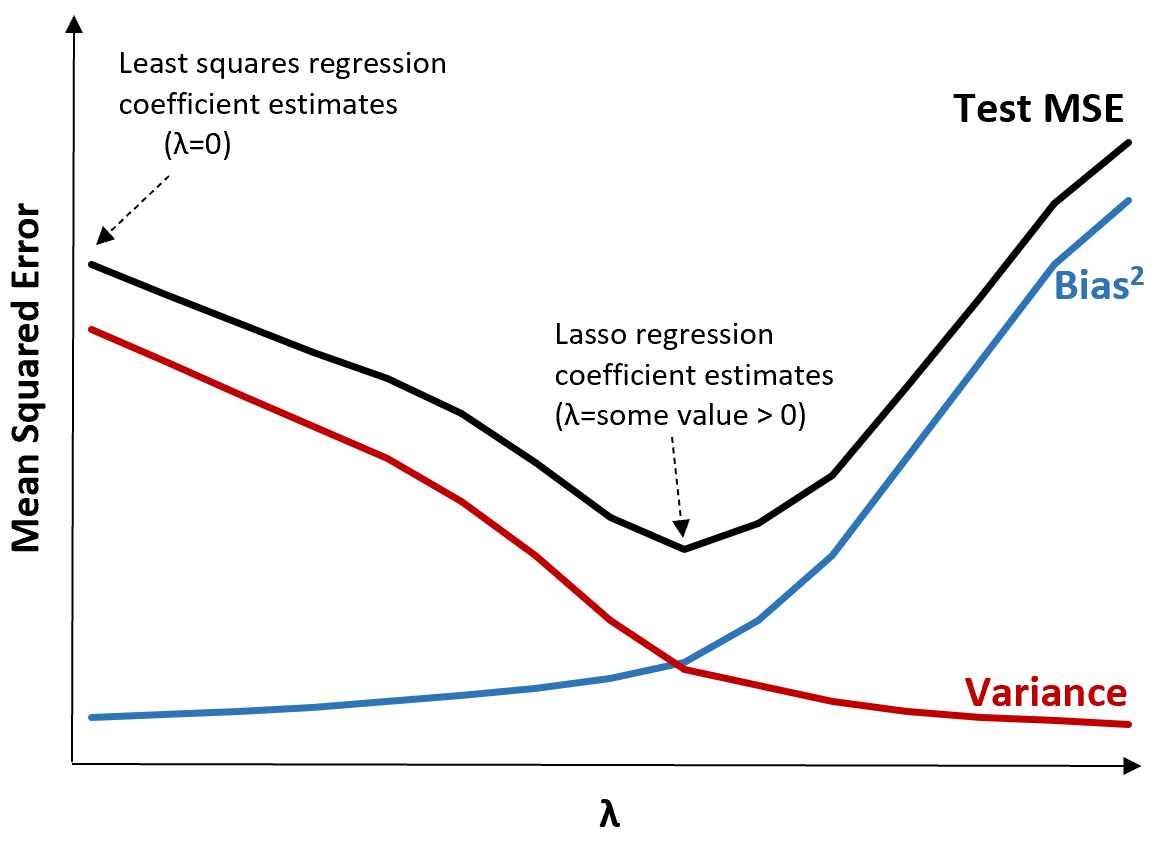 Least squares regression
coefficient estimates
(λ=0)
Test MSE
Mean Squared Error
Bias²
Lasso regression
coefficient estimates
(λ=some value > 0)
Variance
λ